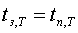 t_{s,T} = t_{n,T}